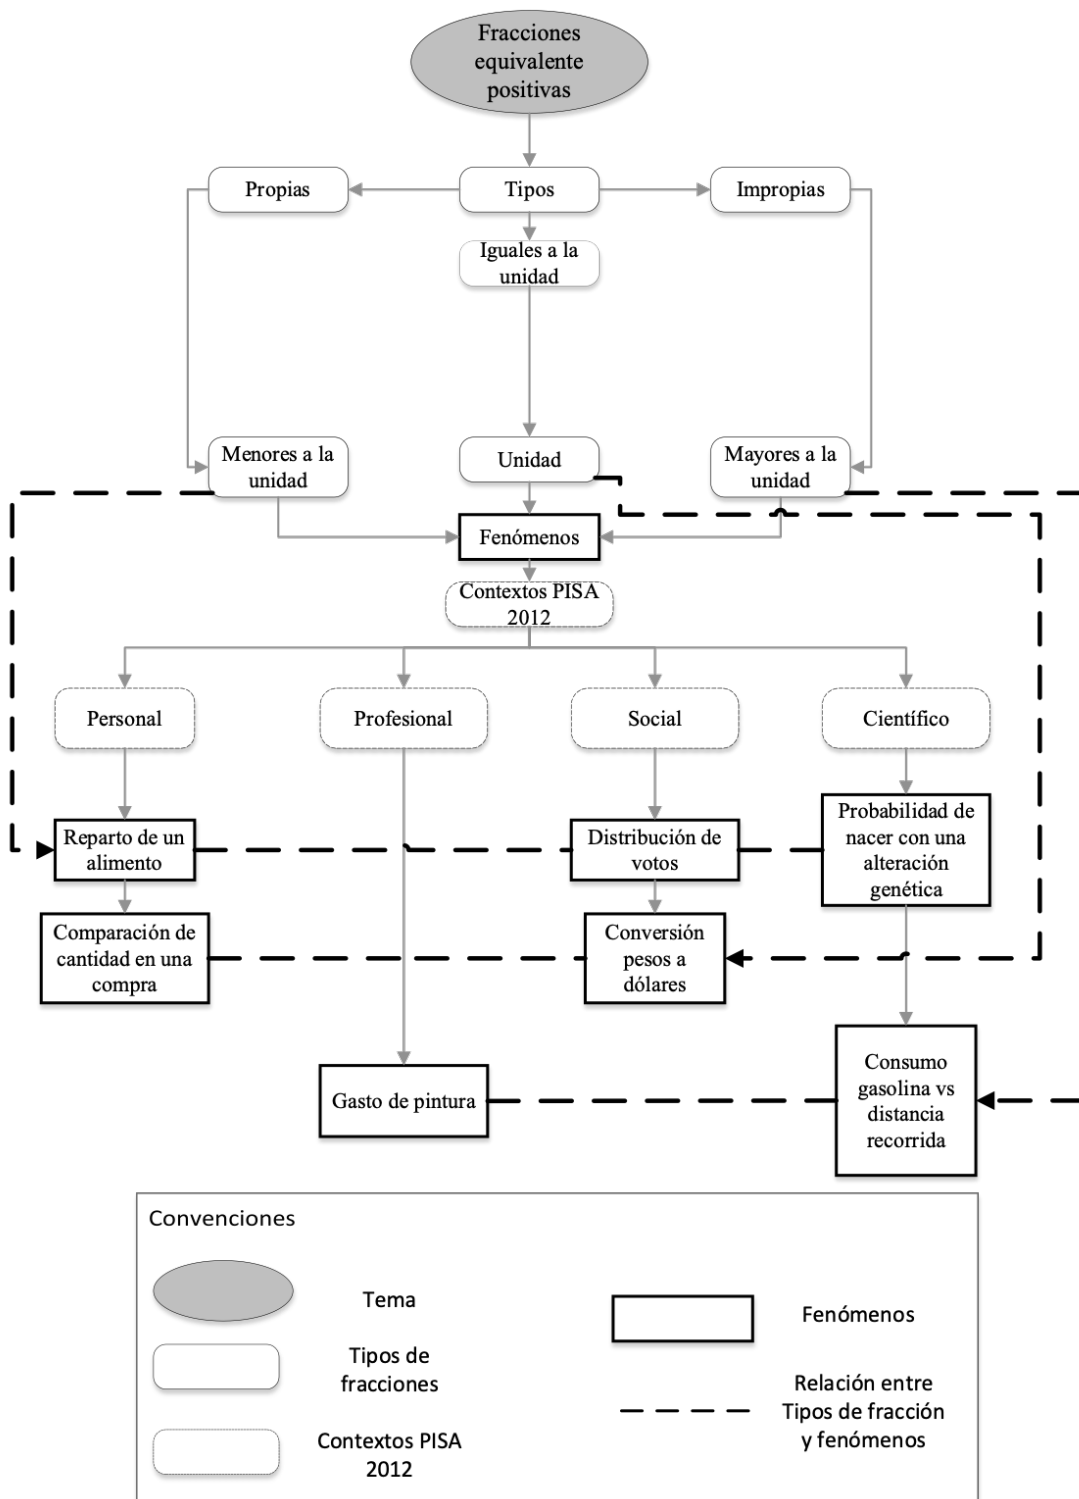 Fracciones
equivalente
positivas
Propias
Tipos
Impropias
Iguales a la
unidad
Menores a la
unidad
Unidad
Mayores a la
unidad
Fenómenos
Contextos PISA
2012
Personal
Profesional
Social
Científico
Reparto de un
alimento
Distribución de
votos
Probabilidad de
nacer con una
alteración
genética
Comparación de
cantidad en una
compra
Conversión
pesos a
dólares
Gasto de pintura
Consumo
gasolina vs
distancia
recorrida
Convenciones
Tema
Fenómenos
Tipos de
fracciones
Relación entre
Tipos de fracción
y fenómenos
Contextos PISA
2012